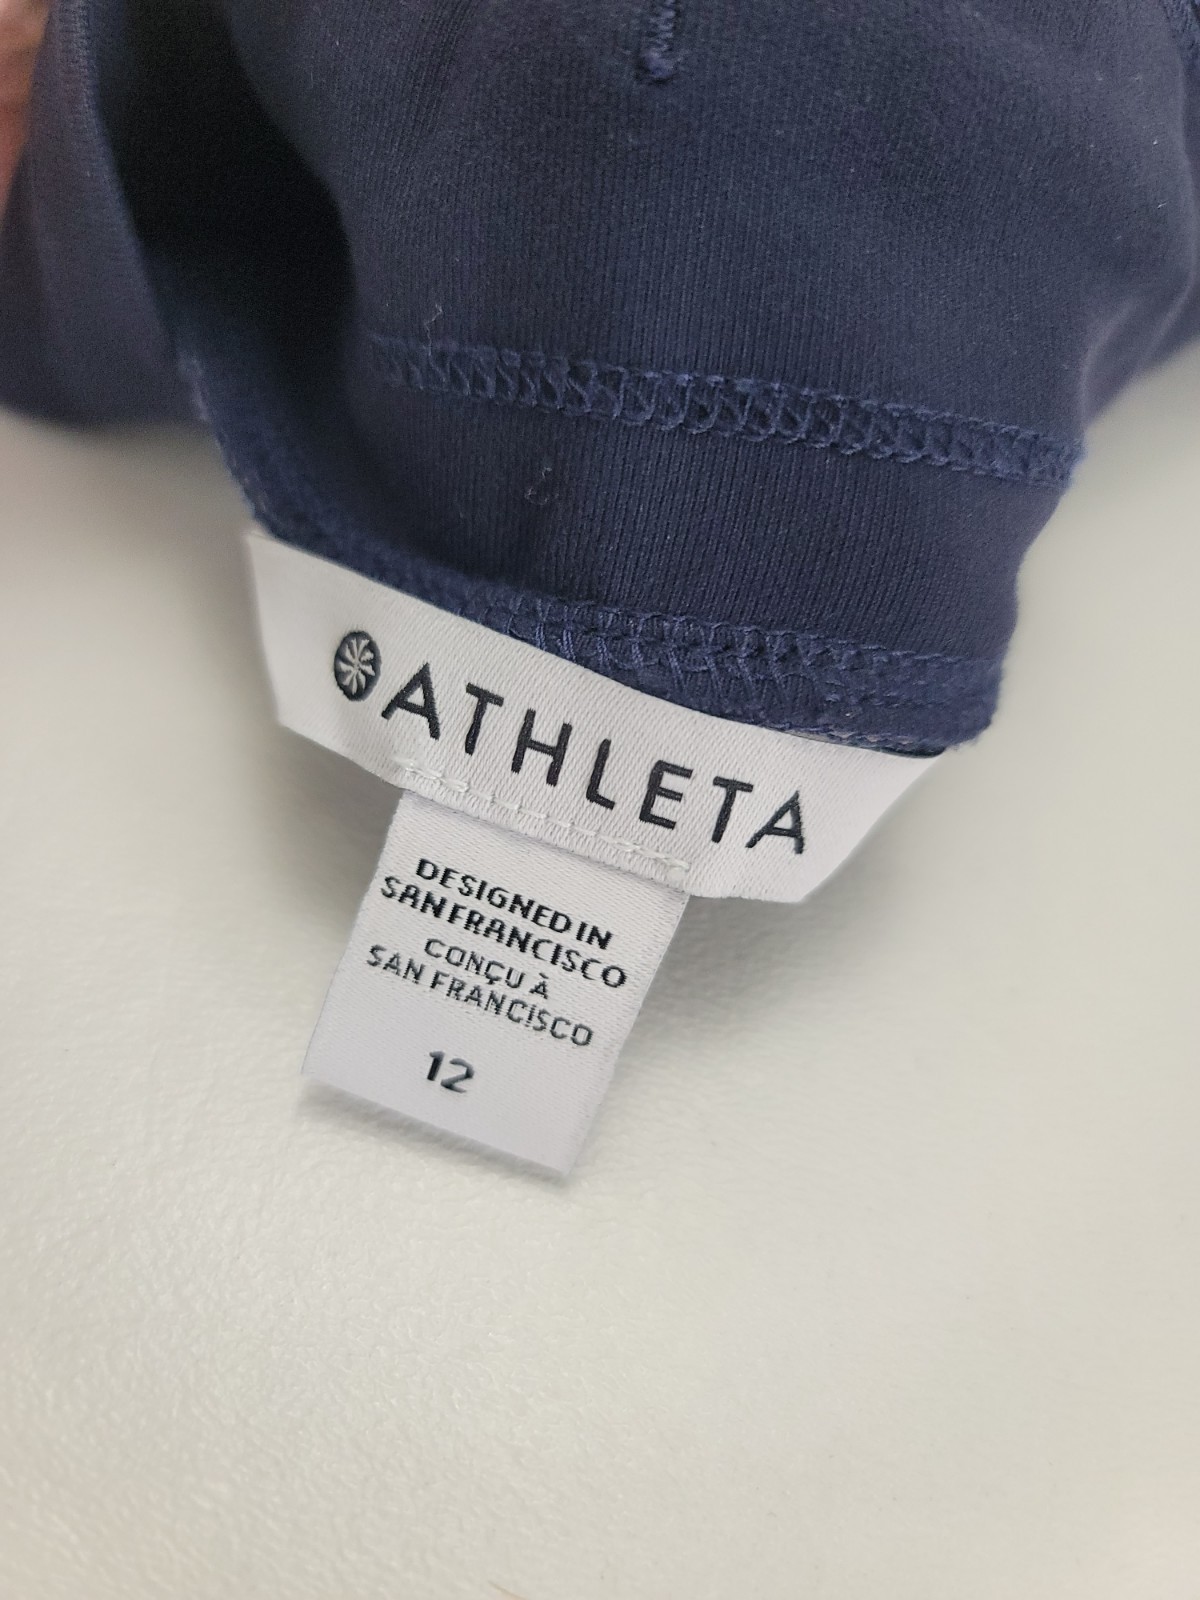 ATHLETA
DESIGNED IN
SAN FRANCISCO
CONÇU À
SAN FRANCISCO
12